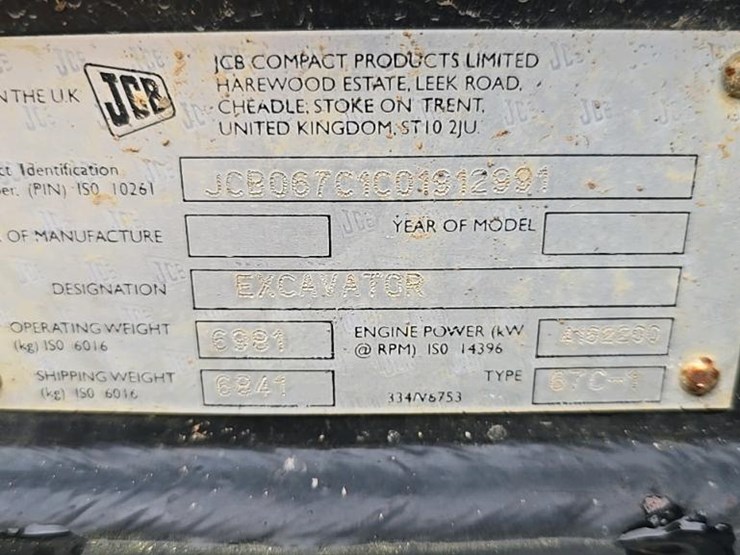 JCB COMPACT PRODUCTS LIMITED
HAREWOOD ESTATE, LEEK ROAD,
CHEADLE, STOKE ON TRENT,
UNITED KINGDOM, ST10 2JU.
N THE U.K
JCB
ct Identification
er. (PIN) ISO 10261
JCB067C1C01912991
OF MANUFACTURE
YEAR OF MODEL
DESIGNATION
EXCAVATOR
OPERATING WEIGHT
(kg) ISO 6016
6981
ENGINE POWER (kW
@ RPM) ISO 14396
SHIPPING WEIGHT
(kg) ISO 6016
6841
TYPE
67C-1
334/V6753